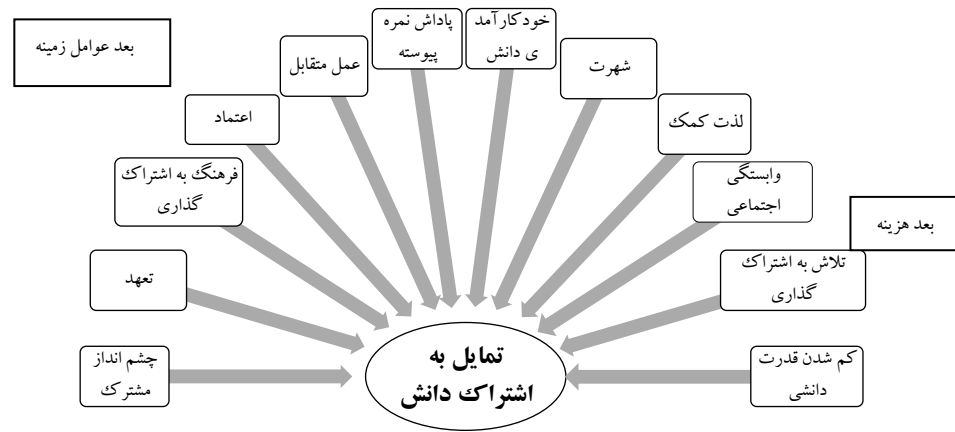 خودکارآمد
ی دانش
پاداش نمره
پیوسته
شهرت
عمل متقابل
بعد عوامل زمینه
لذت کمک
اعتماد
وابستگی
اجتماعی
فرهنگ به اشتراک
گذاری
بعد هزینه
تلاش به اشتراک
گذاری
تعهد
تمایل به
اشتراک دانش
کم شدن قدرت
دانشی
چشم انداز
مشترک